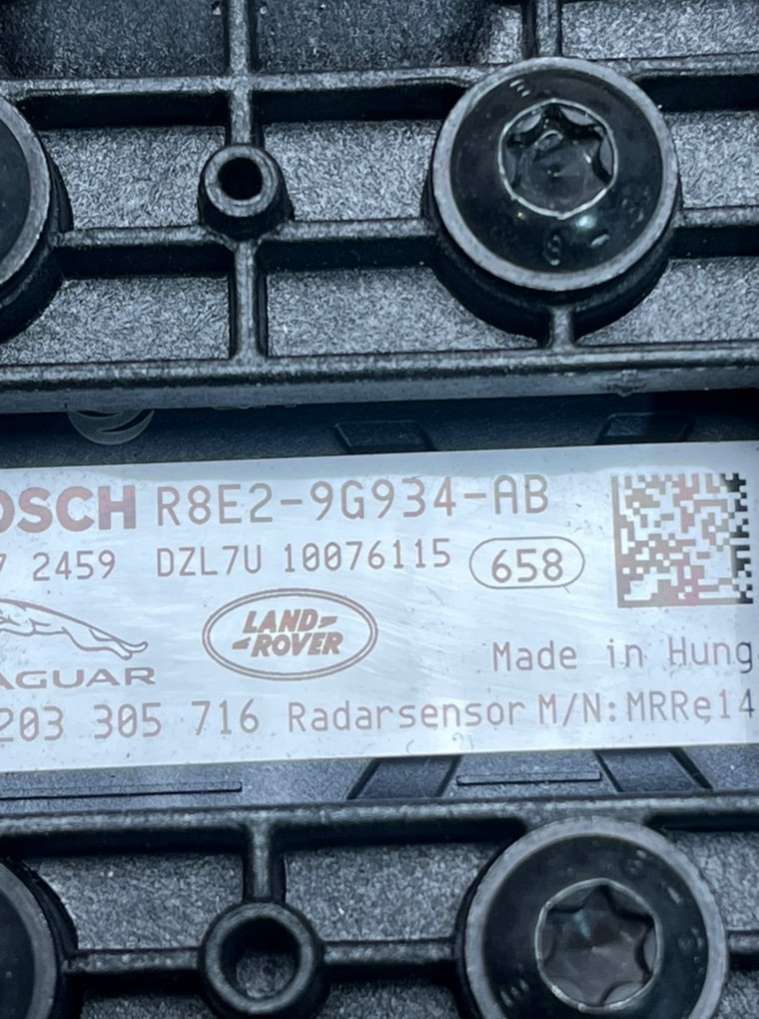 OSCH R8E2-9G934-AB
7 2459 DZL7U 10076115 658
LAND-
-ROVER
AGUAR
Made in Hung
203 305 716 Radarsensor M/N:MRRe14